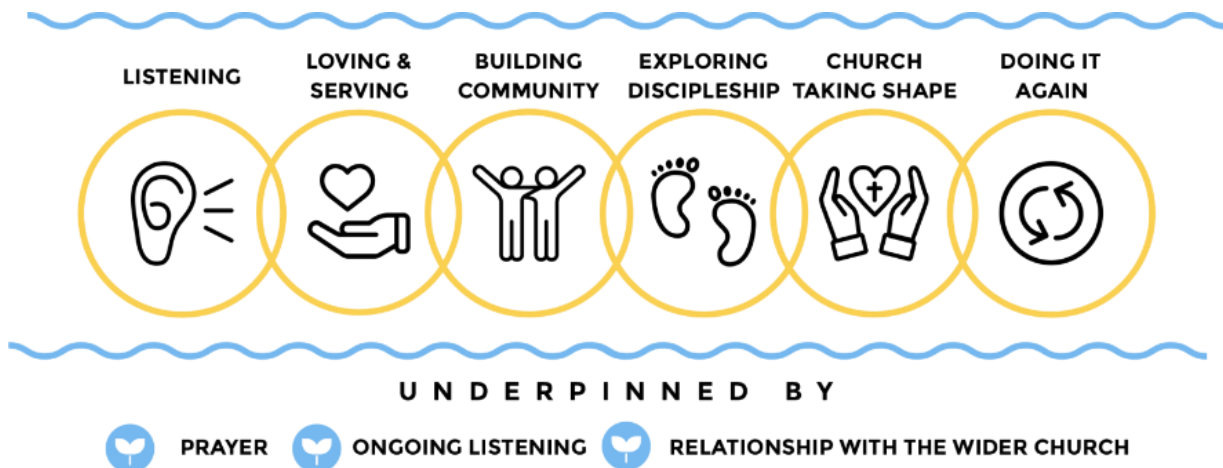 LISTENING
LOVING &
SERVING
BUILDING
COMMUNITY
EXPLORING
DISCIPLESHIP
CHURCH
TAKING SHAPE
DOING IT
AGAIN
UNDERPINNED BY
PRAYER
ONGOING LISTENING
RELATIONSHIP WITH THE WIDER CHURCH